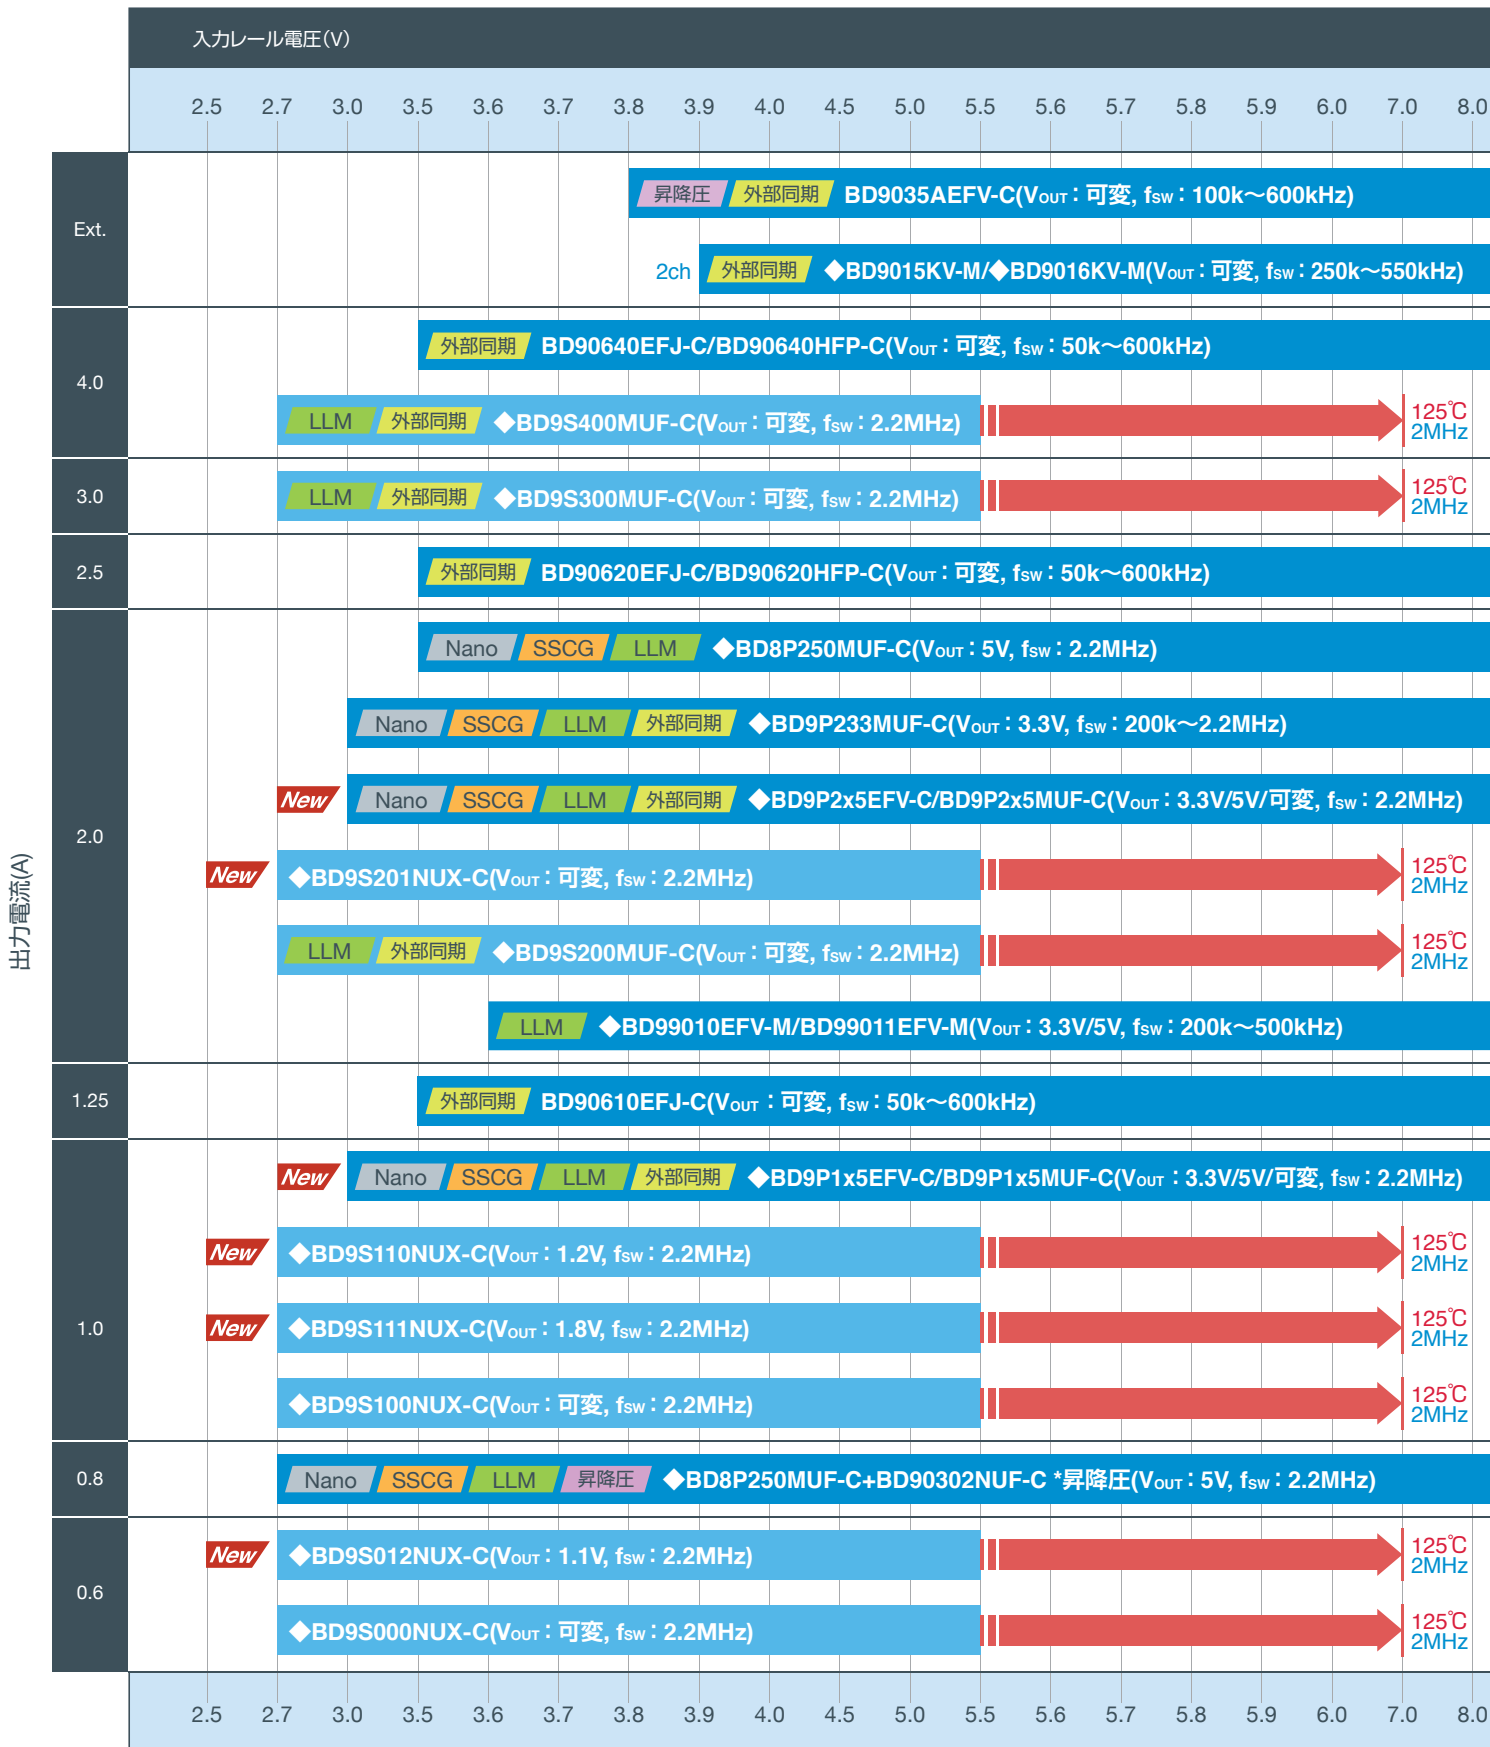 入力レール電圧(V)
2.5 2.7 3.0 3.5 3.6 3.7 3.8 3.9 4.0 4.5 5.0 5.5 5.6 5.7 5.8 5.9 6.0 7.0 8.0
出力電流(A)
Ext.
昇降圧 外部同期 BD9035AEFV-C(VOUT：可変, fSW：100k～600kHz)
2ch 外部同期 ◆BD9015KV-M/◆BD9016KV-M(VOUT：可変, fSW：250k～550kHz)
4.0
外部同期 BD90640EFJ-C/BD90640HFP-C(VOUT：可変, fSW：50k～600kHz)
LLM 外部同期 ◆BD9S400MUF-C(VOUT：可変, fSW：2.2MHz) 125℃
2MHz
3.0
LLM 外部同期 ◆BD9S300MUF-C(VOUT：可変, fSW：2.2MHz) 125℃
2MHz
2.5
外部同期 BD90620EFJ-C/BD90620HFP-C(VOUT：可変, fSW：50k～600kHz)
2.0
Nano SSCG LLM ◆BD8P250MUF-C(VOUT：5V, fSW：2.2MHz)
Nano SSCG LLM 外部同期 ◆BD9P233MUF-C(VOUT：3.3V, fSW：200k～2.2MHz)
New Nano SSCG LLM 外部同期 ◆BD9P2x5EFV-C/BD9P2x5MUF-C(VOUT：3.3V/5V/可変, fSW：2.2MHz)
New ◆BD9S201NUX-C(VOUT：可変, fSW：2.2MHz) 125℃
2MHz
LLM 外部同期 ◆BD9S200MUF-C(VOUT：可変, fSW：2.2MHz) 125℃
2MHz
LLM ◆BD99010EFV-M/BD99011EFV-M(VOUT：3.3V/5V, fSW：200k～500kHz)
1.25
外部同期 BD90610EFJ-C(VOUT：可変, fSW：50k～600kHz)
1.0
New Nano SSCG LLM 外部同期 ◆BD9P1x5EFV-C/BD9P1x5MUF-C(VOUT：3.3V/5V/可変, fSW：2.2MHz)
New ◆BD9S110NUX-C(VOUT：1.2V, fSW：2.2MHz) 125℃
2MHz
New ◆BD9S111NUX-C(VOUT：1.8V, fSW：2.2MHz) 125℃
2MHz
◆BD9S100NUX-C(VOUT：可変, fSW：2.2MHz) 125℃
2MHz
0.8
Nano SSCG LLM 昇降圧 ◆BD8P250MUF-C+BD90302NUF-C *昇降圧(VOUT：5V, fSW：2.2MHz)
0.6
New ◆BD9S012NUX-C(VOUT：1.1V, fSW：2.2MHz) 125℃
2MHz
◆BD9S000NUX-C(VOUT：可変, fSW：2.2MHz) 125℃
2MHz
2.5 2.7 3.0 3.5 3.6 3.7 3.8 3.9 4.0 4.5 5.0 5.5 5.6 5.7 5.8 5.9 6.0 7.0 8.0